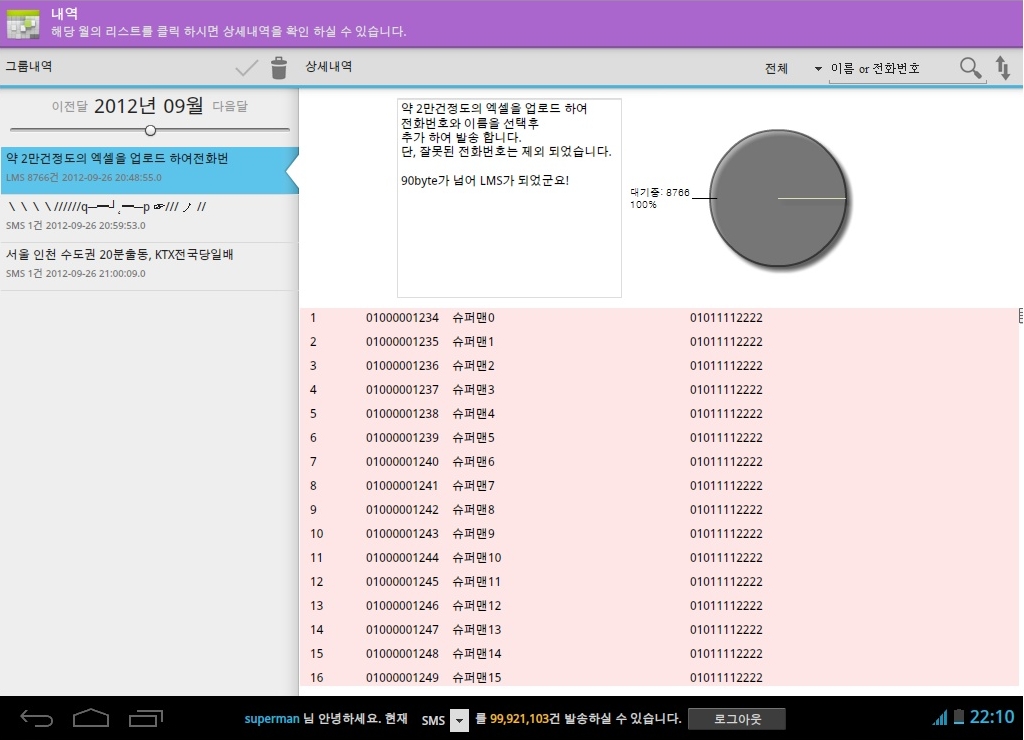 내역
해당 월의 리스트를 클릭 하시면 상세내역을 확인 하실 수 있습니다.
그룹내역
상세내역
전체
이름 or 전화번호
이전달 2012년 09월 다음달
약 2만건정도의 엑셀을 업로드 하여전화번
LMS 8766건 2012-09-26 20:48:55.0
SMS 1건 2012-09-26 20:59:53.0
서울 인천 수도권 20분출동, KTX전국당일배
SMS 1건 2012-09-26 21:00:09.0
약 2만건정도의 엑셀을 업로드 하여
전화번호와 이름을 선택후
추가 하여 발송 합니다.
단, 잘못된 전화번호는 제외 되었습니다.
90byte가 넘어 LMS가 되었군요!
대기중: 8766
100%
1 01000001234 슈퍼맨0 01011112222
2 01000001235 슈퍼맨1 01011112222
3 01000001236 슈퍼맨2 01011112222
4 01000001237 슈퍼맨3 01011112222
5 01000001238 슈퍼맨4 01011112222
6 01000001239 슈퍼맨5 01011112222
7 01000001240 슈퍼맨6 01011112222
8 01000001241 슈퍼맨7 01011112222
9 01000001242 슈퍼맨8 01011112222
10 01000001243 슈퍼맨9 01011112222
11 01000001244 슈퍼맨10 01011112222
12 01000001245 슈퍼맨11 01011112222
13 01000001246 슈퍼맨12 01011112222
14 01000001247 슈퍼맨13 01011112222
15 01000001248 슈퍼맨14 01011112222
16 01000001249 슈퍼맨15 01011112222
superman 님 안녕하세요. 현재 SMS 를 99,921,103건 발송하실 수 있습니다. 로그아웃
22:10